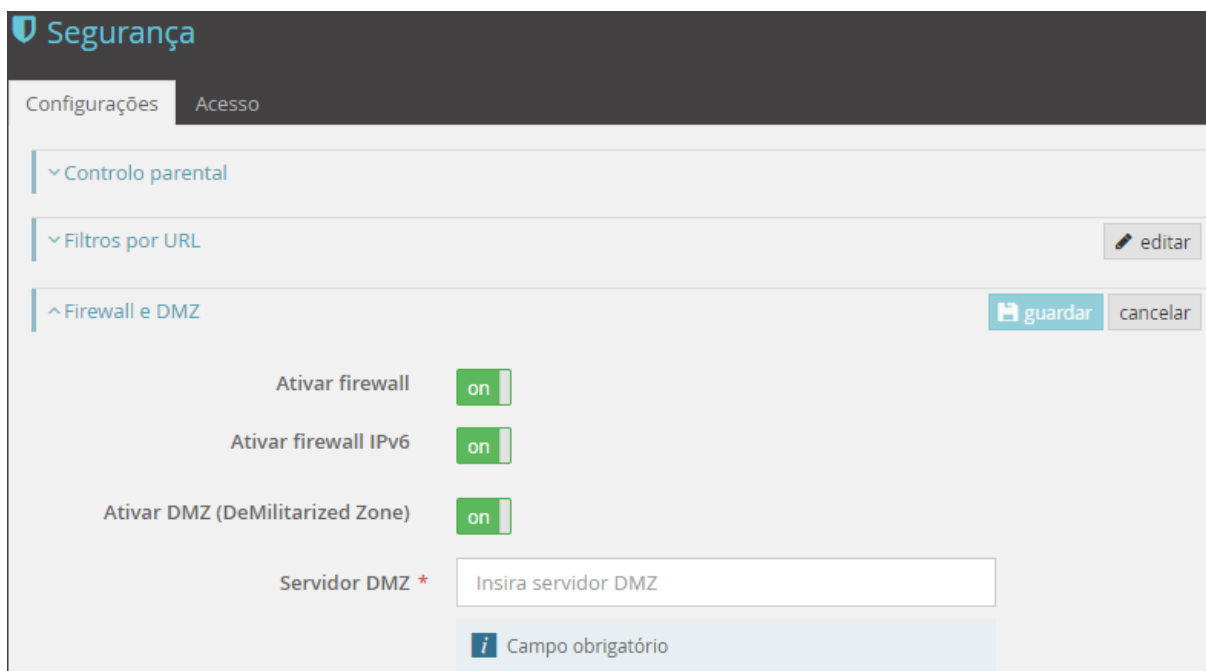 Segurança
Configurações Acesso
Controlo parental
Filtros por URL editar
Firewall e DMZ guardar cancelar
Ativar firewall on
Ativar firewall IPv6 on
Ativar DMZ (DeMilitarized Zone) on
Servidor DMZ * Insira servidor DMZ
i Campo obrigatório